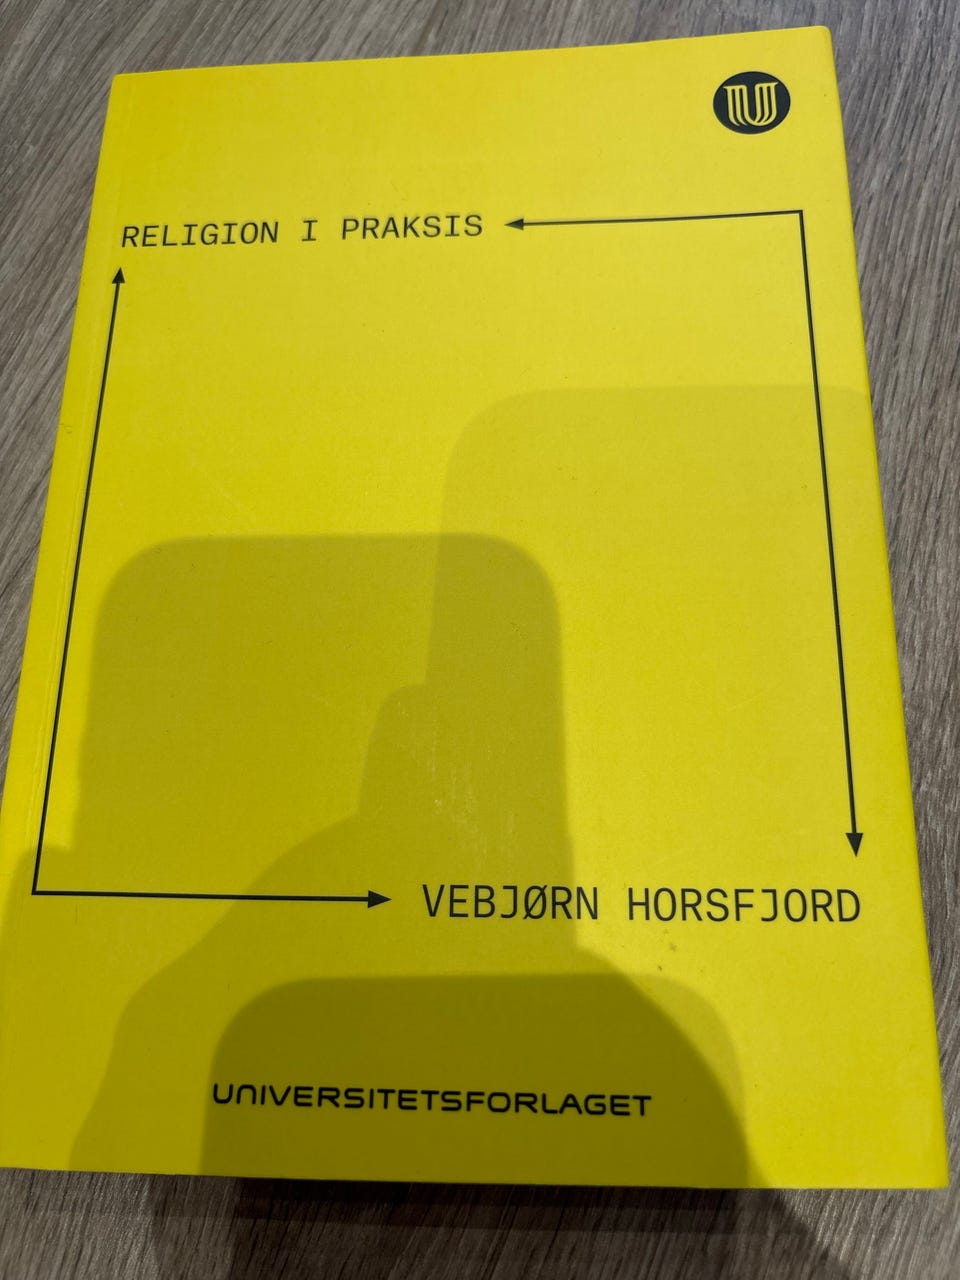 U
RELIGION I PRAKSIS
VEBJØRN HORSFJORD
UNIVERSITETSFORLAGET